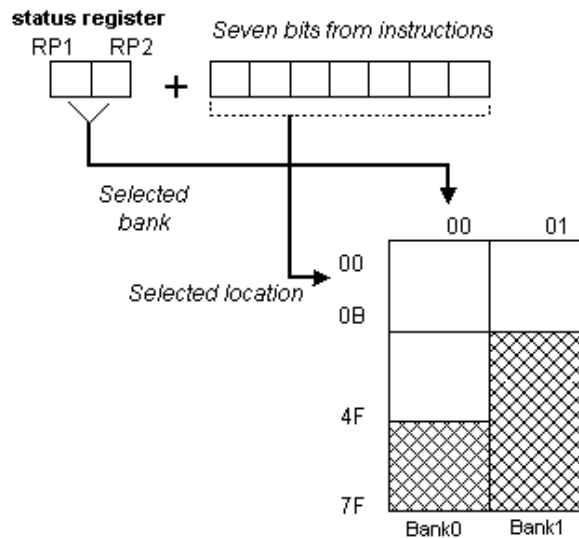 status register
RP1 RP2
Seven bits from instructions
+
Selected
bank
00 01
00
Selected location
0B
4F
7F
Bank0 Bank1